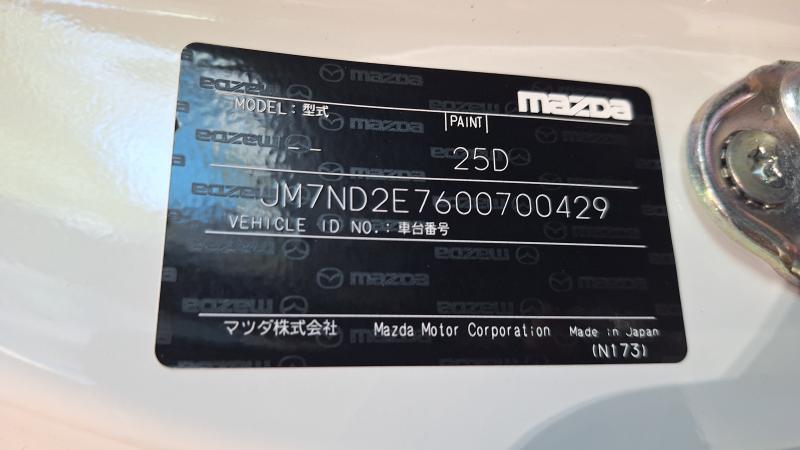 mazda
MODEL：型式
PAINT
–
25D
JM7ND2E7600700429
VEHICLE ID NO.：車台番号
マツダ株式会社 Mazda Motor Corporation Made in Japan
(N173)